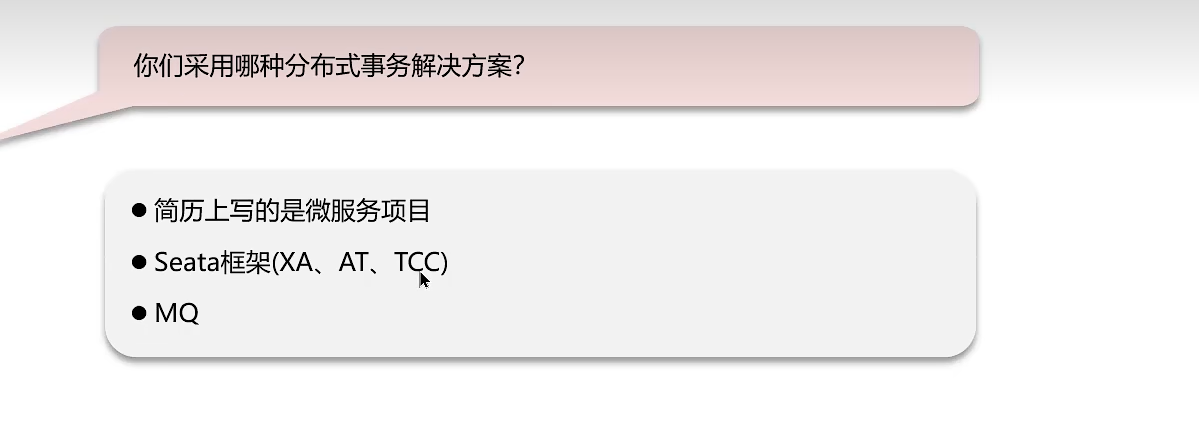 你们采用哪种分布式事务解决方案?
● 简历上写的是微服务项目
● Seata框架(XA、AT、TCC)
● MQ